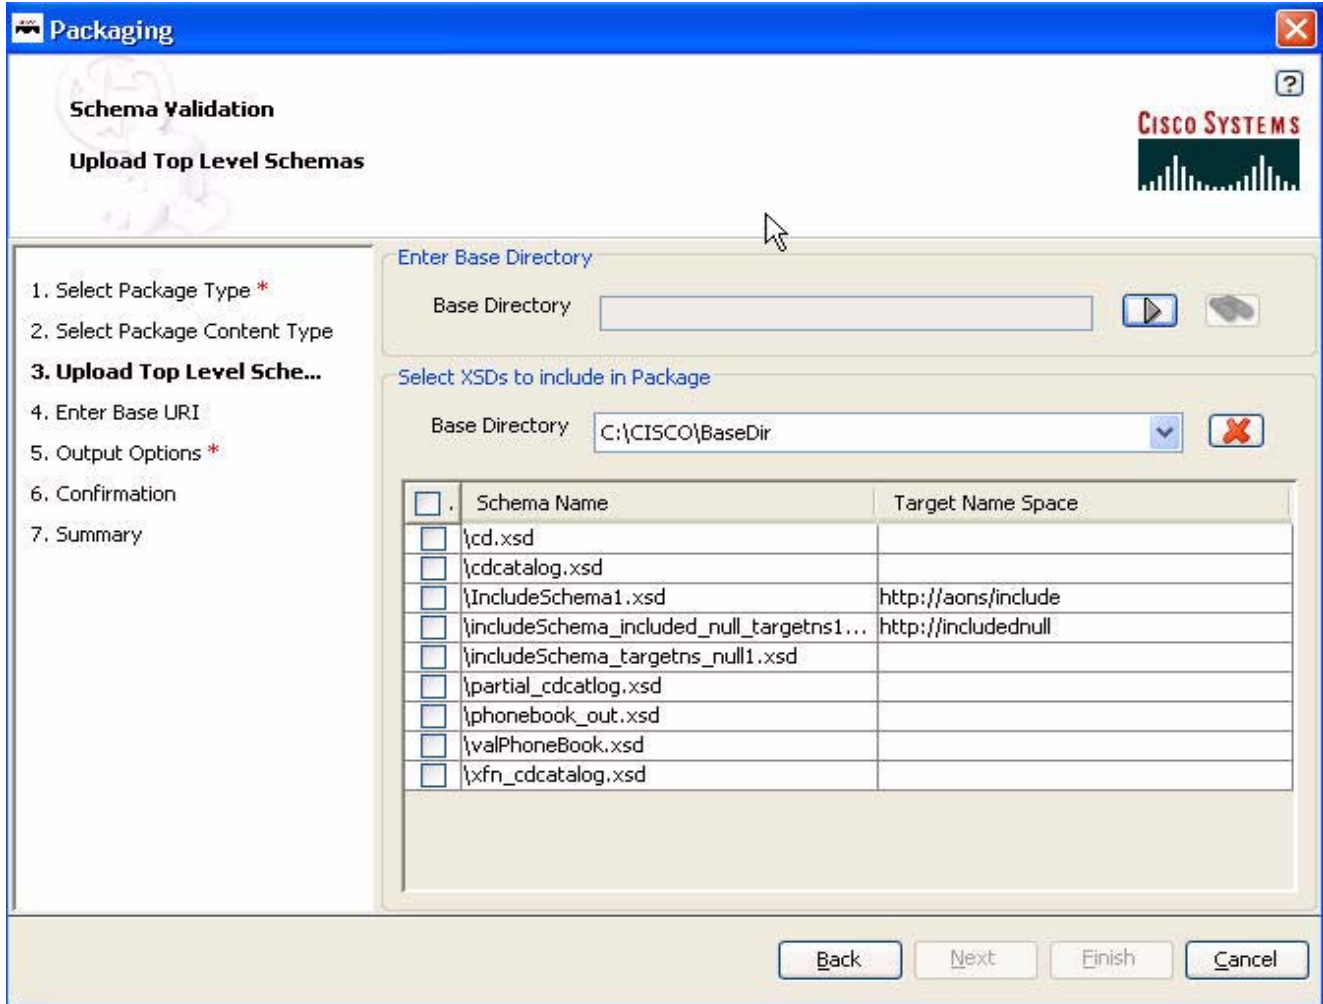 Packaging
Schema Validation
Upload Top Level Schemas
?
CISCO SYSTEMS
1. Select Package Type *
2. Select Package Content Type
3. Upload Top Level Sche...
4. Enter Base URI
5. Output Options *
6. Confirmation
7. Summary
Enter Base Directory
Base Directory
Select XSDs to include in Package
Base Directory C:\CISCO\BaseDir
. Schema Name Target Name Space
\cd.xsd
\cdcatalog.xsd
\IncludeSchema1.xsd http://aons/include
\includeSchema_included_null_targetns1... http://includednull
\includeSchema_targetns_null1.xsd
\partial_cdcatlog.xsd
\phonebook_out.xsd
\valPhoneBook.xsd
\xfn_cdcatalog.xsd
Back Next Finish Cancel